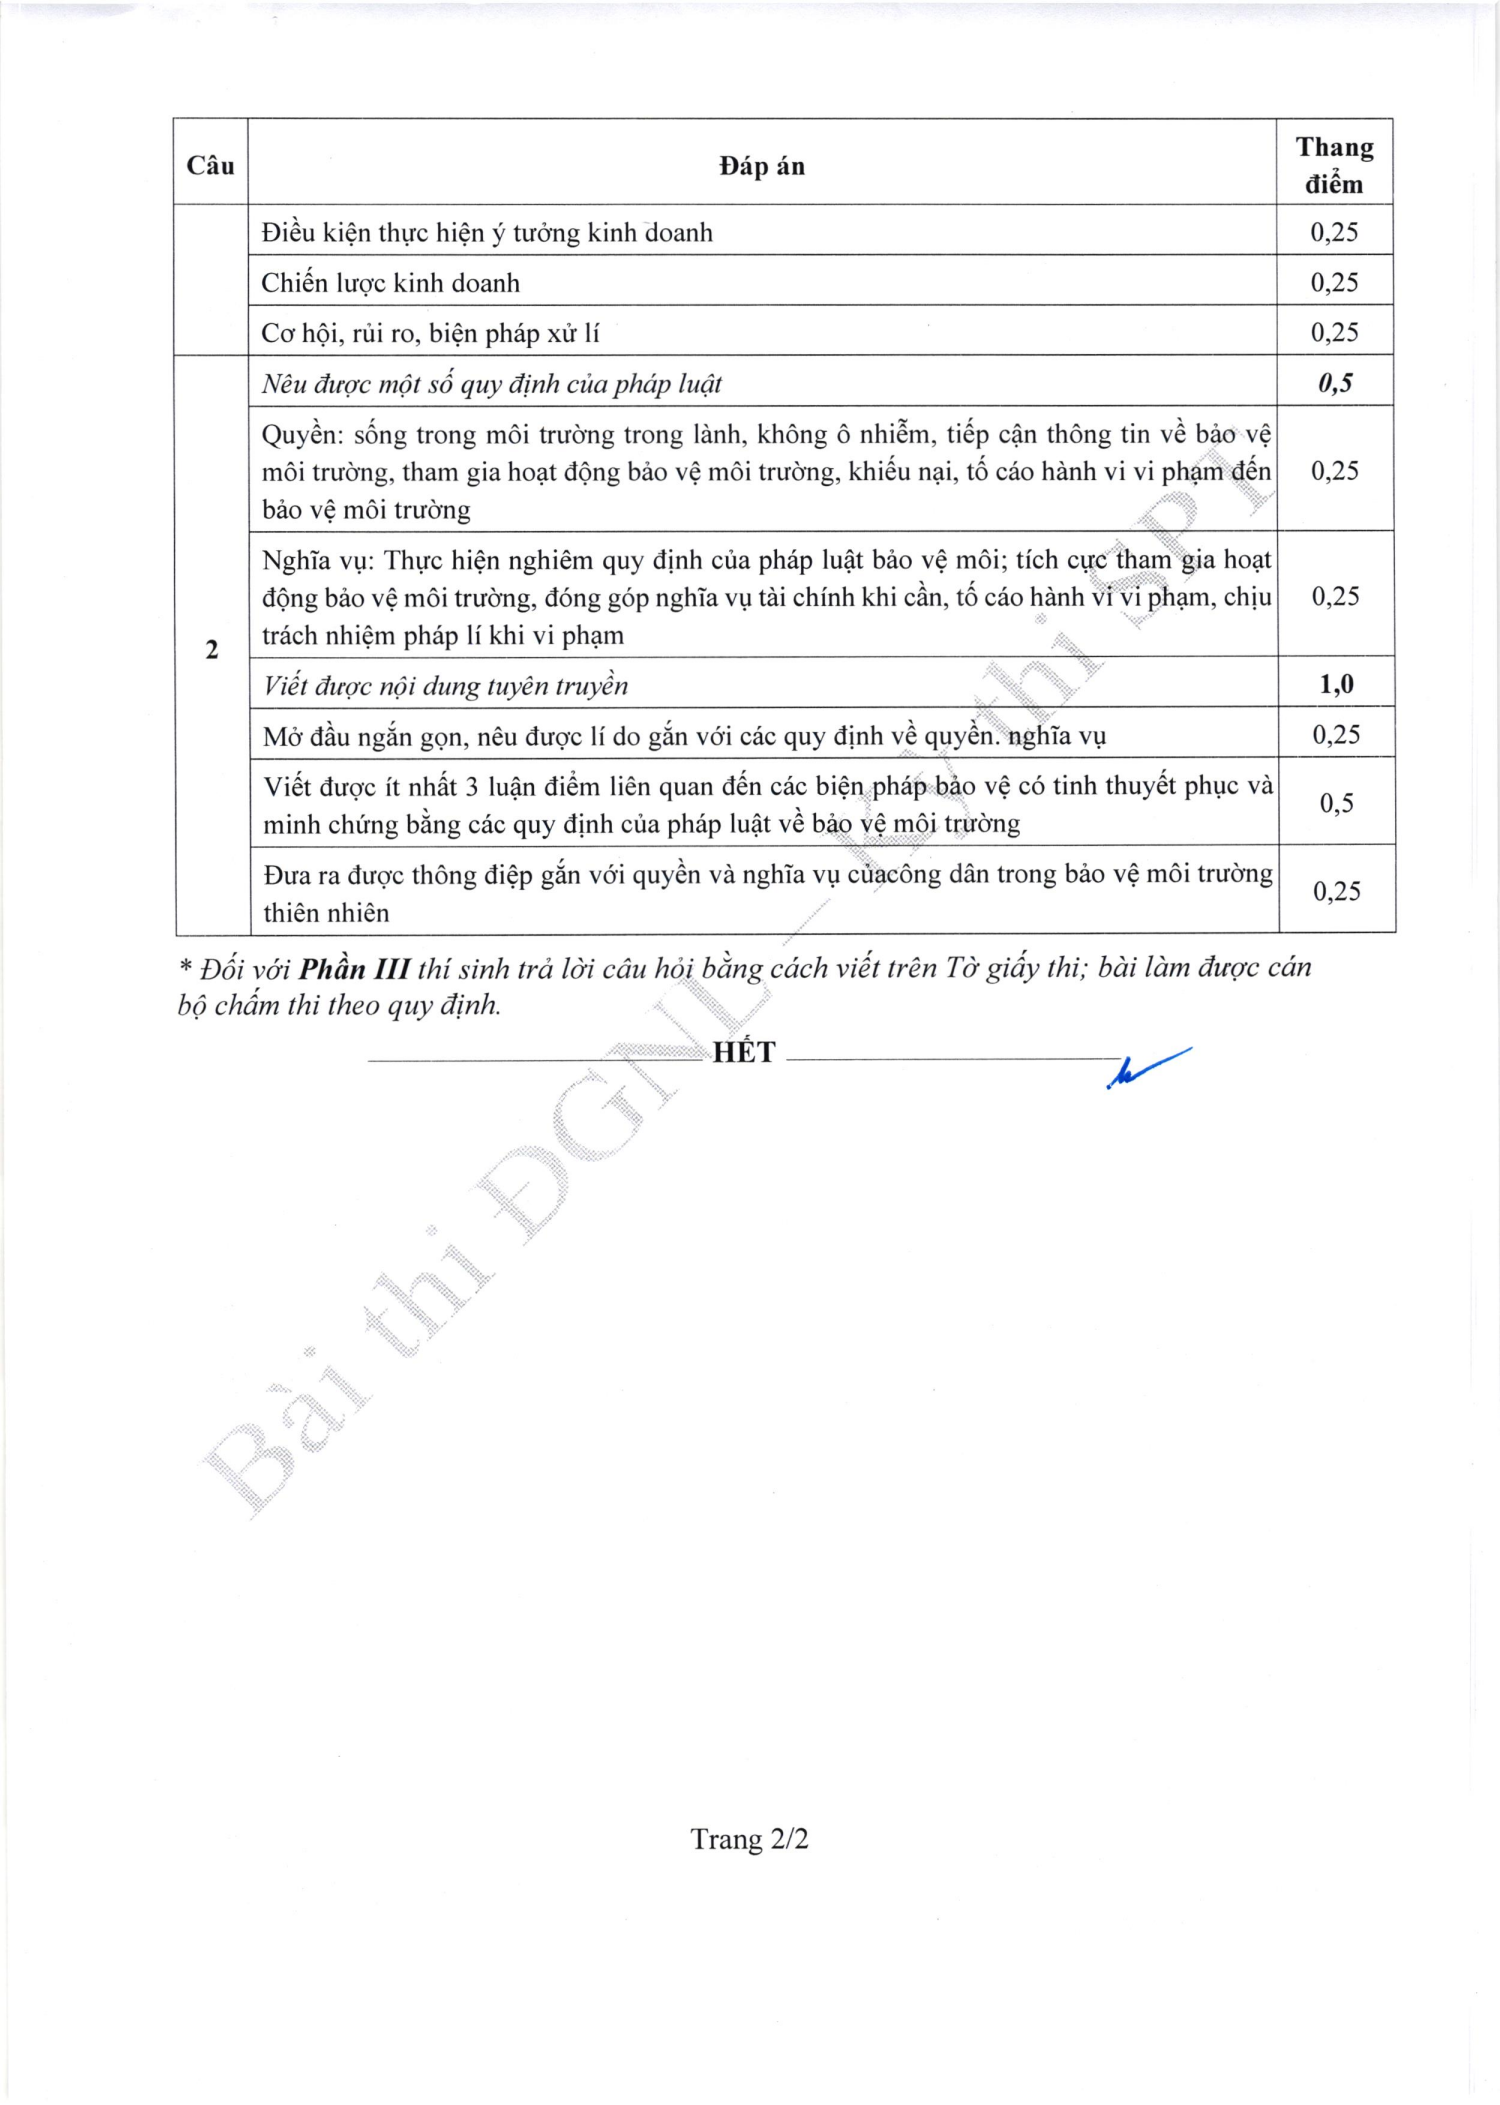 Câu
Đáp án
Thang
điểm
Điều kiện thực hiện ý tưởng kinh doanh
0,25
Chiến lược kinh doanh
0,25
Cơ hội, rủi ro, biện pháp xử lí
0,25
2
Nêu được một số quy định của pháp luật
0,5
Quyền: sống trong môi trường trong lành, không ô nhiễm, tiếp cận thông tin về bảo vệ
môi trường, tham gia hoạt động bảo vệ môi trường, khiếu nại, tố cáo hành vi vi phạm đến
bảo vệ môi trường
0,25
Nghĩa vụ: Thực hiện nghiêm quy định của pháp luật bảo vệ môi; tích cực tham gia hoạt
động bảo vệ môi trường, đóng góp nghĩa vụ tài chính khi cần, tố cáo hành vi vi phạm, chịu
trách nhiệm pháp lí khi vi phạm
0,25
Viết được nội dung tuyên truyền
1,0
Mở đầu ngắn gọn, nêu được lí do gắn với các quy định về quyền. nghĩa vụ
0,25
Viết được ít nhất 3 luận điểm liên quan đến các biện pháp bảo vệ có tinh thuyết phục và
minh chứng bằng các quy định của pháp luật về bảo vệ môi trường
0,5
Đưa ra được thông điệp gắn với quyền và nghĩa vụ củacông dân trong bảo vệ môi trường
thiên nhiên
0,25
* Đối với Phần III thí sinh trả lời câu hỏi bằng cách viết trên Tờ giấy thi; bài làm được cán
bộ chấm thi theo quy định.
HẾT
Bài thi ĐGNL – Kỳ thi SPT
Trang 2/2